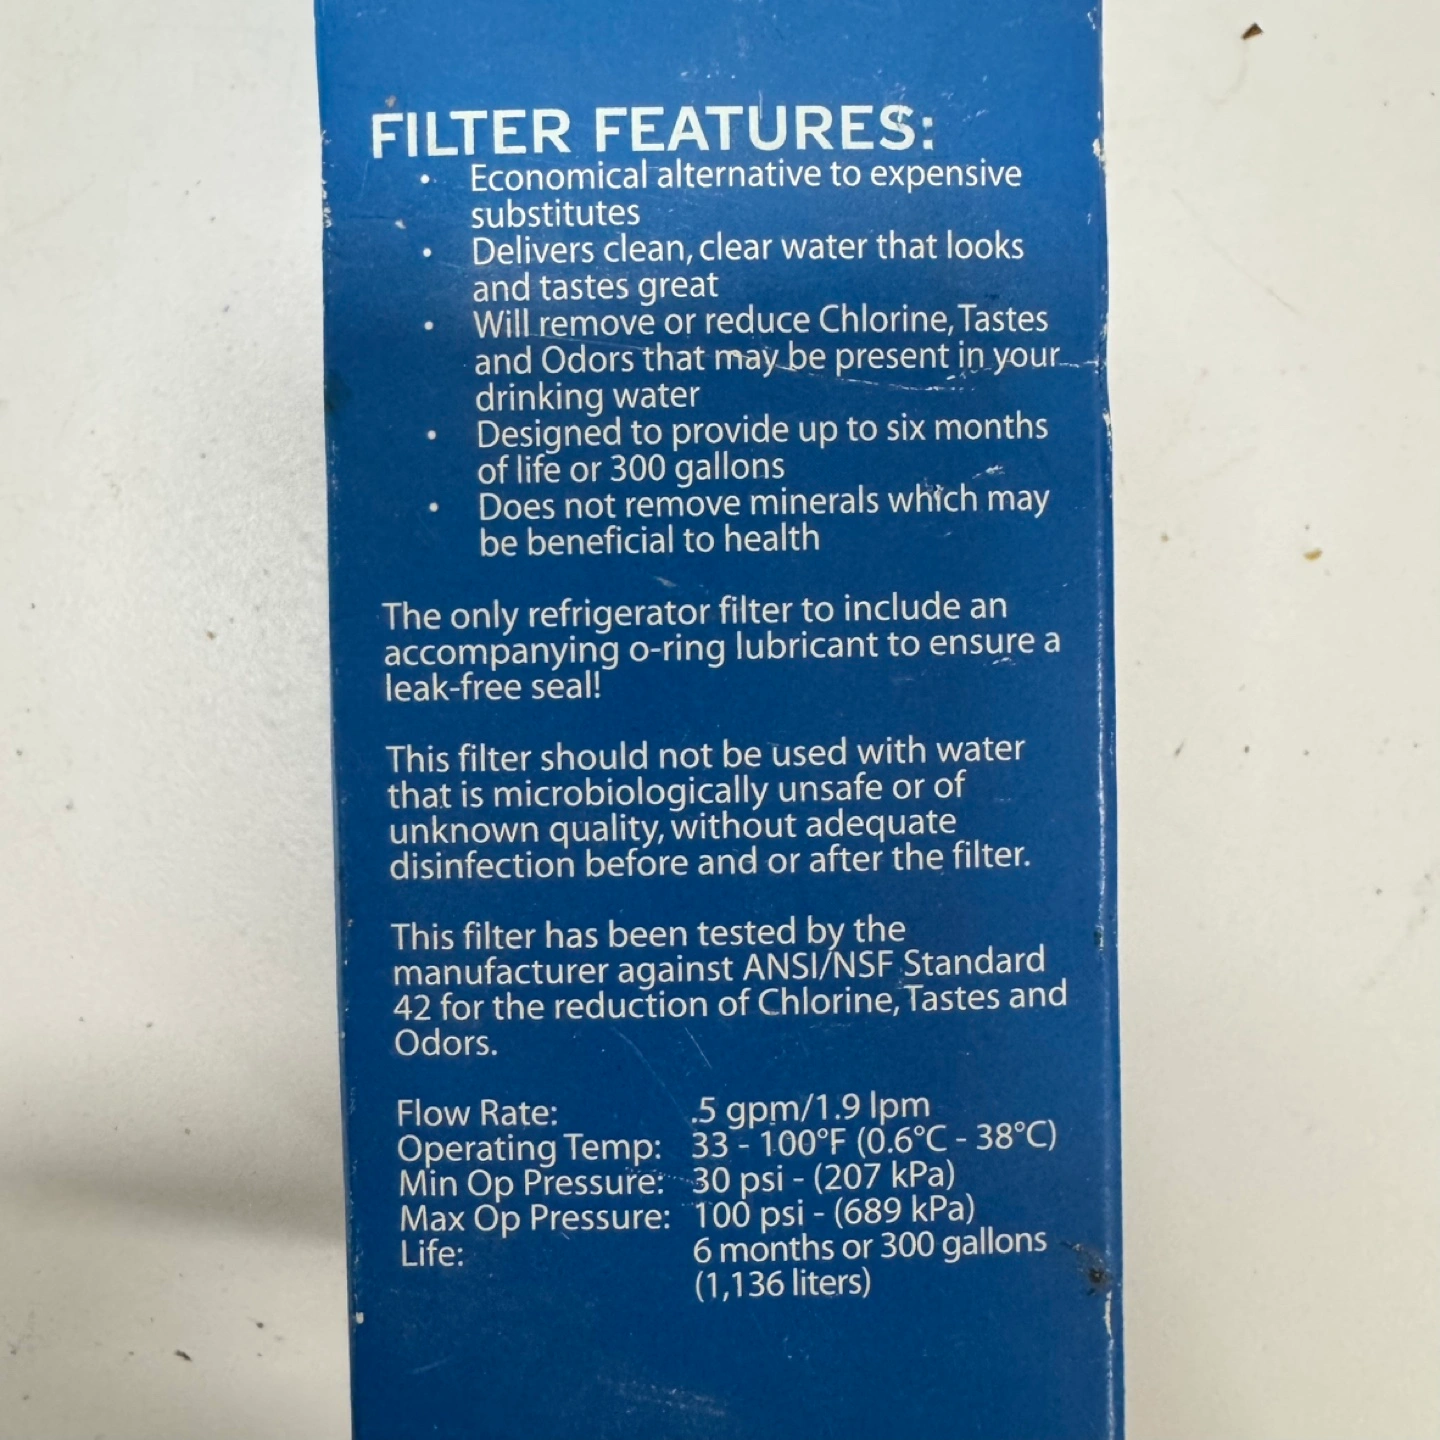 FILTER FEATURES:
• Economical alternative to expensive
substitutes
• Delivers clean, clear water that looks
and tastes great
• Will remove or reduce Chlorine, Tastes
and Odors that may be present in your
drinking water
• Designed to provide up to six months
of life or 300 gallons
• Does not remove minerals which may
be beneficial to health
The only refrigerator filter to include an
accompanying o-ring lubricant to ensure a
leak-free seal!
This filter should not be used with water
that is microbiologically unsafe or of
unknown quality, without adequate
disinfection before and or after the filter.
This filter has been tested by the
manufacturer against ANSI/NSF Standard
42 for the reduction of Chlorine, Tastes and
Odors.
Flow Rate: .5 gpm/1.9 lpm
Operating Temp: 33 - 100°F (0.6°C - 38°C)
Min Op Pressure: 30 psi - (207 kPa)
Max Op Pressure: 100 psi - (689 kPa)
Life: 6 months or 300 gallons
(1,136 liters)